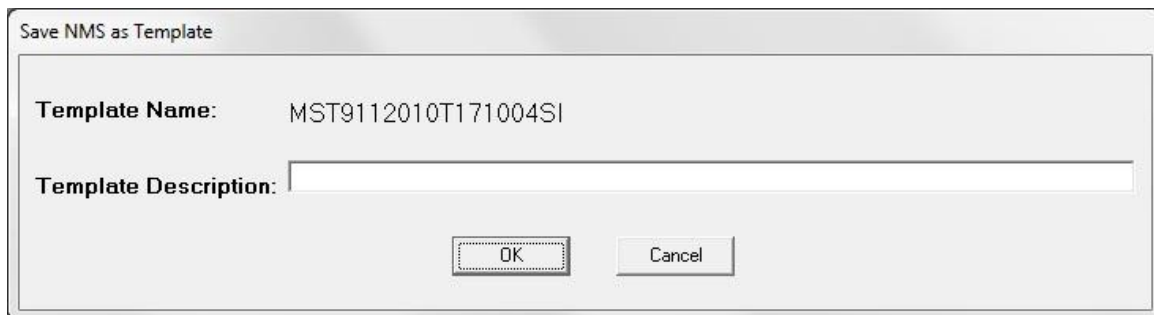 Save NMS as Template
Template Name: MST9112010T171004SI
Template Description:
OK Cancel